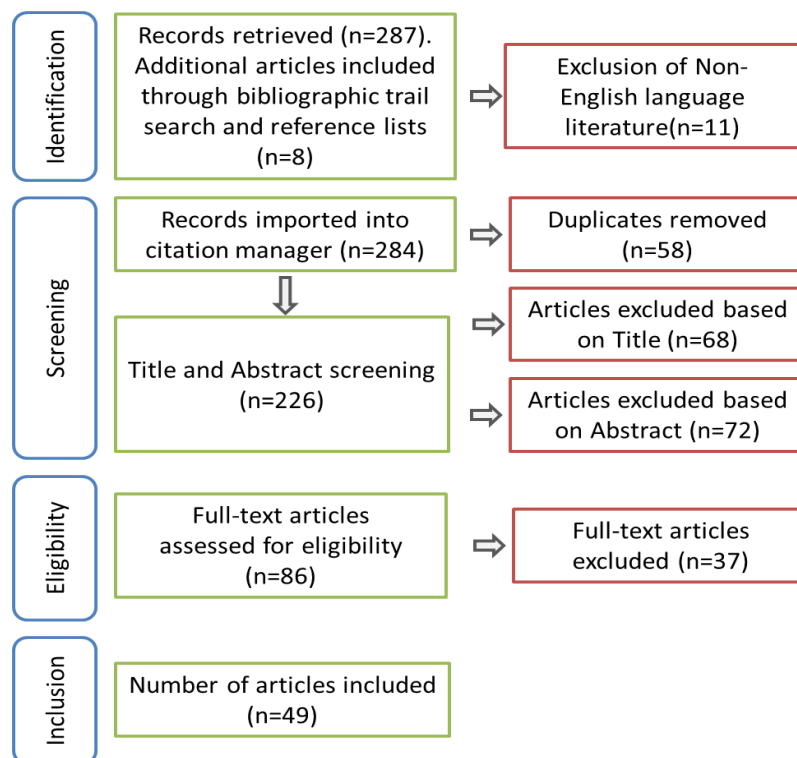 Identification
Records retrieved (n=287).
Additional articles included
through bibliographic trail
search and reference lists
(n=8)
Exclusion of Non-
English language
literature(n=11)
Screening
Records imported into
citation manager (n=284)
Duplicates removed
(n=58)
Title and Abstract screening
(n=226)
Articles excluded based
on Title (n=68)
Articles excluded based
on Abstract (n=72)
Eligibility
Full-text articles
assessed for eligibility
(n=86)
Full-text articles
excluded (n=37)
Inclusion
Number of articles included
(n=49)